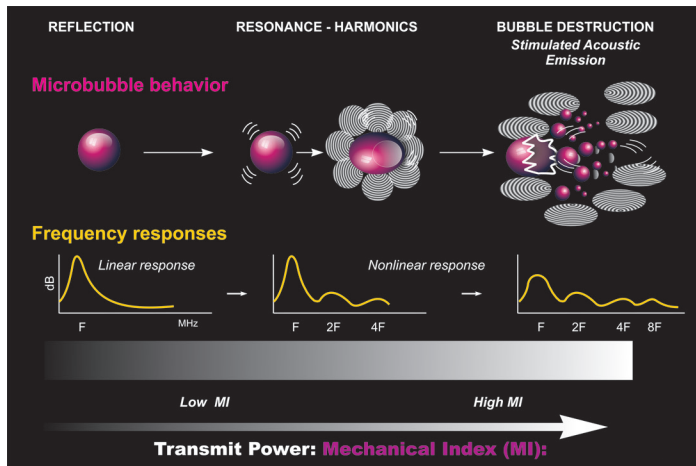 REFLECTION
RESONANCE - HARMONICS
BUBBLE DESTRUCTION
Stimulated Acoustic
Emission
Microbubble behavior
Frequency responses
dB
Linear response
F
MHz
Nonlinear response
F 2F 4F
F 2F 4F 8F
Low MI
High MI
Transmit Power: Mechanical Index (MI):